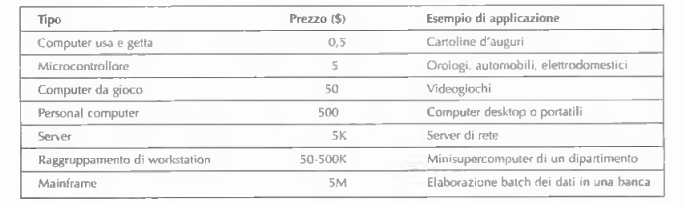 Tipo Prezzo ($) Esempio di applicazione
Computer usa e getta 0,5 Cartoline d'auguri
Microcontrollore 5 Orologi, automobili, elettrodomestici
Computer da gioco 50 Videogiochi
Personal computer 500 Computer desktop o portatili
Server 5K Server di rete
Raggruppamento di workstation 50-500K Minisupercomputer di un dipartimento
Mainframe 5M Elaborazione batch dei dati in una banca